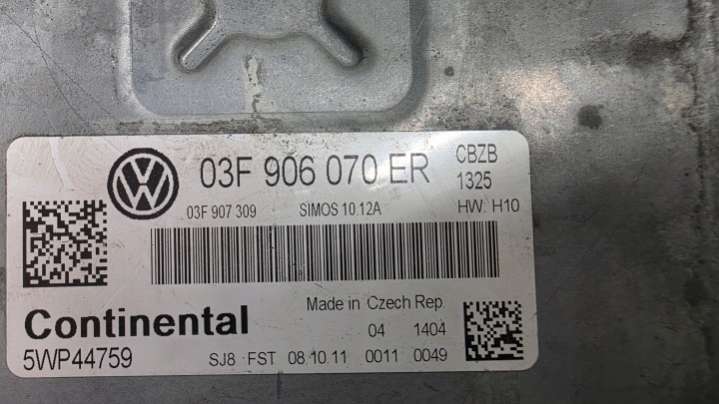 03F 906 070 ER CBZB
1325
03F 907 309 SIMOS 10.12A HW: H10
Made in Czech Rep.
Continental 04 1404
5WP44759 SJ8 FST 08.10.11 0011 0049